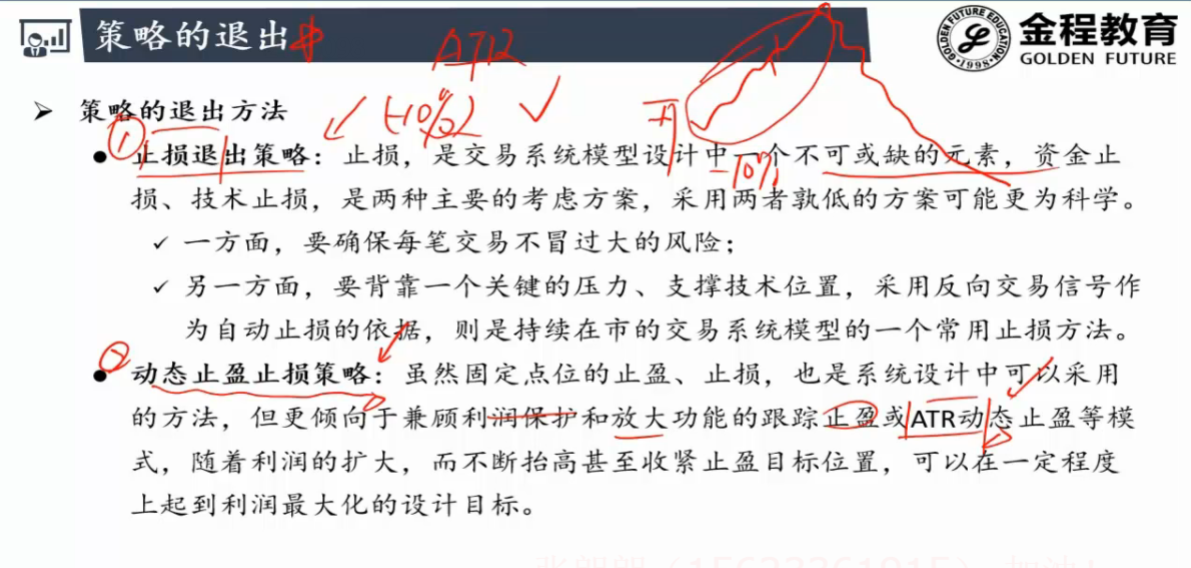 策略的退出
金程教育
GOLDEN FUTURE
GOLDEN FUTURE EDUCATION
·1998·
ATR
(-10%)
策略的退出方法
① 止损退出策略：止损，是交易系统模型设计中一个不可或缺的元素，资金止
-10%
损、技术止损，是两种主要的考虑方案，采用两者孰低的方案可能更为科学。
✓ 一方面，要确保每笔交易不冒过大的风险；
✓ 另一方面，要背靠一个关键的压力、支撑技术位置，采用反向交易信号作
为自动止损的依据，则是持续在市的交易系统模型的一个常用止损方法。
② 动态止盈止损策略：虽然固定点位的止盈、止损，也是系统设计中可以采用
的方法，但更倾向于兼顾利润保护和放大功能的跟踪止盈或ATR动态止盈等模
式，随着利润的扩大，而不断抬高甚至收紧止盈目标位置，可以在一定程度
上起到利润最大化的设计目标。